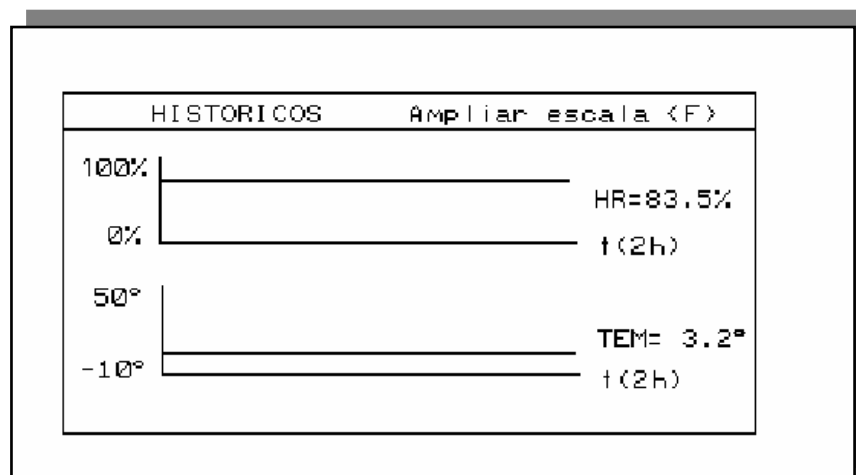 HISTORICOS Ampliar escala <F>
100%
HR=83.5%
0%
t(2h)
50°
TEM= 3.2°
-10°
t(2h)